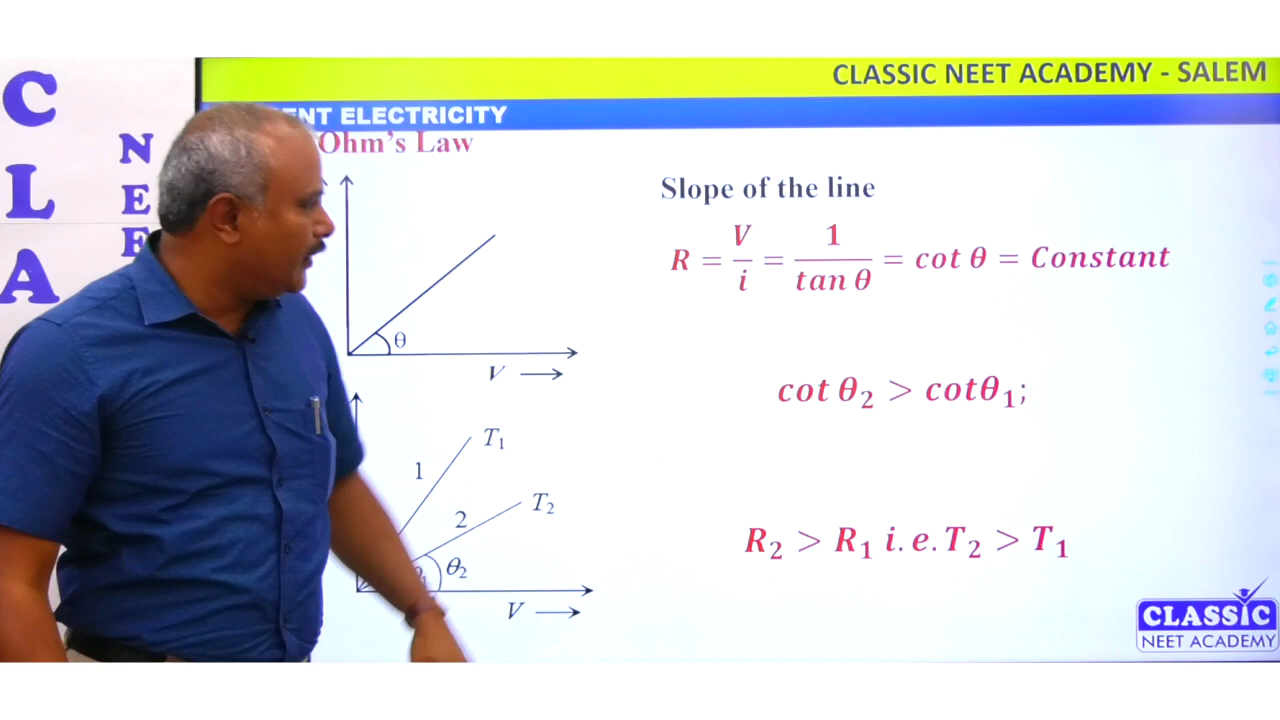 CLASSIC NEET ACADEMY - SALEM
C
L
A
N
E
E
ENT ELECTRICITY
Ohm's Law
θ
V
1
T₁
2
T₂
θ₂
V
Slope of the line
R = V/i = 1/tan θ = cot θ = Constant
cot θ₂ > cotθ₁;
R₂ > R₁ i.e. T₂ > T₁
CLASSIC
NEET ACADEMY